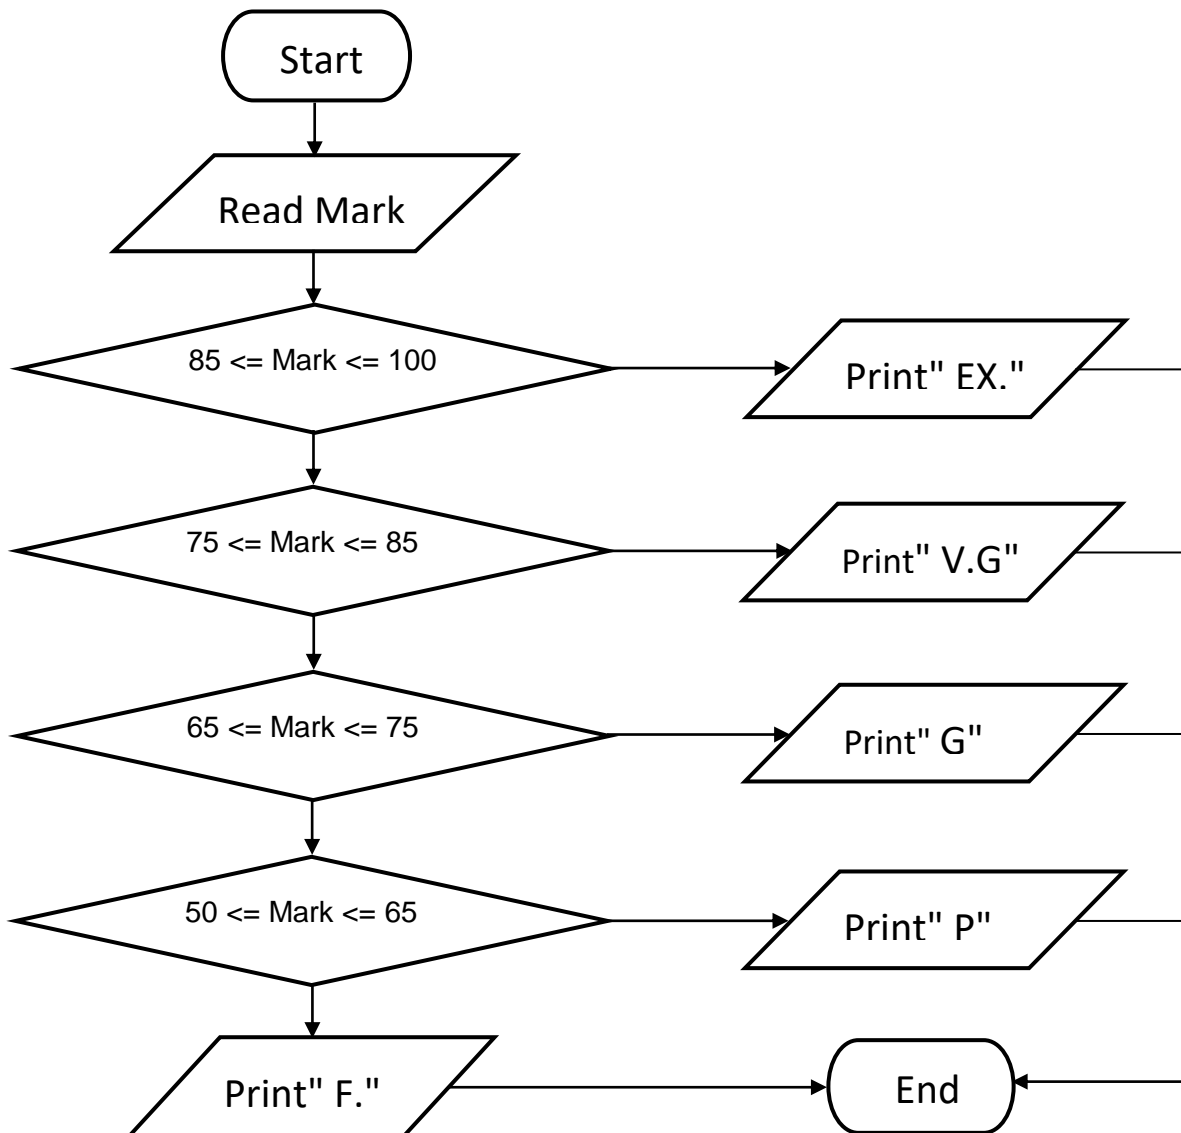 Start
Read Mark
85 <= Mark <= 100
Print" EX."
75 <= Mark <= 85
Print" V.G"
65 <= Mark <= 75
Print" G"
50 <= Mark <= 65
Print" P"
Print" F."
End